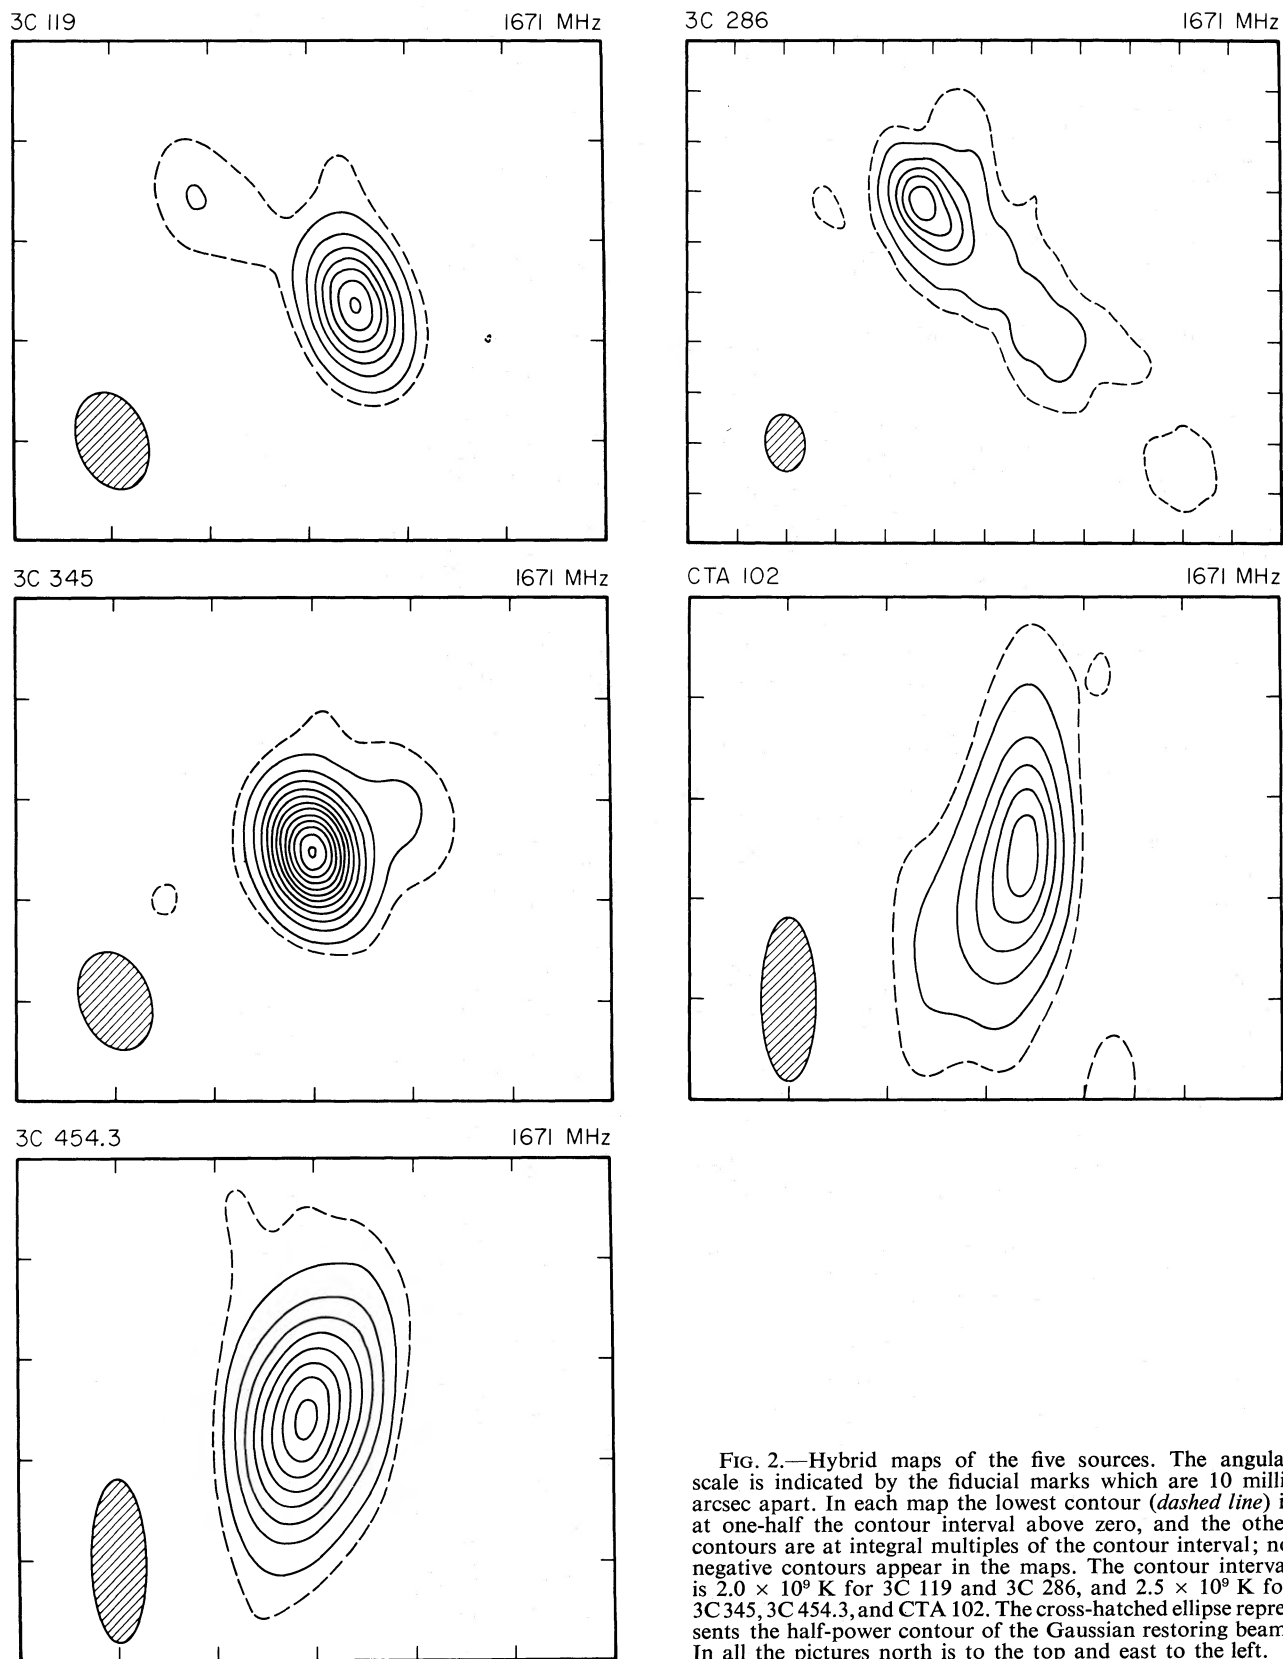 3C 119 1671 MHz
3C 286 1671 MHz
3C 345 1671 MHz
CTA 102 1671 MHz
3C 454.3 1671 MHz
FIG. 2.—Hybrid maps of the five sources. The angula
scale is indicated by the fiducial marks which are 10 milli
arcsec apart. In each map the lowest contour (dashed line) i
at one-half the contour interval above zero, and the othe
contours are at integral multiples of the contour interval; no
negative contours appear in the maps. The contour interva
is 2.0 × 10⁹ K for 3C 119 and 3C 286, and 2.5 × 10⁹ K fo
3C 345, 3C 454.3, and CTA 102. The cross-hatched ellipse repre
sents the half-power contour of the Gaussian restoring beam
In all the pictures north is to the top and east to the left.